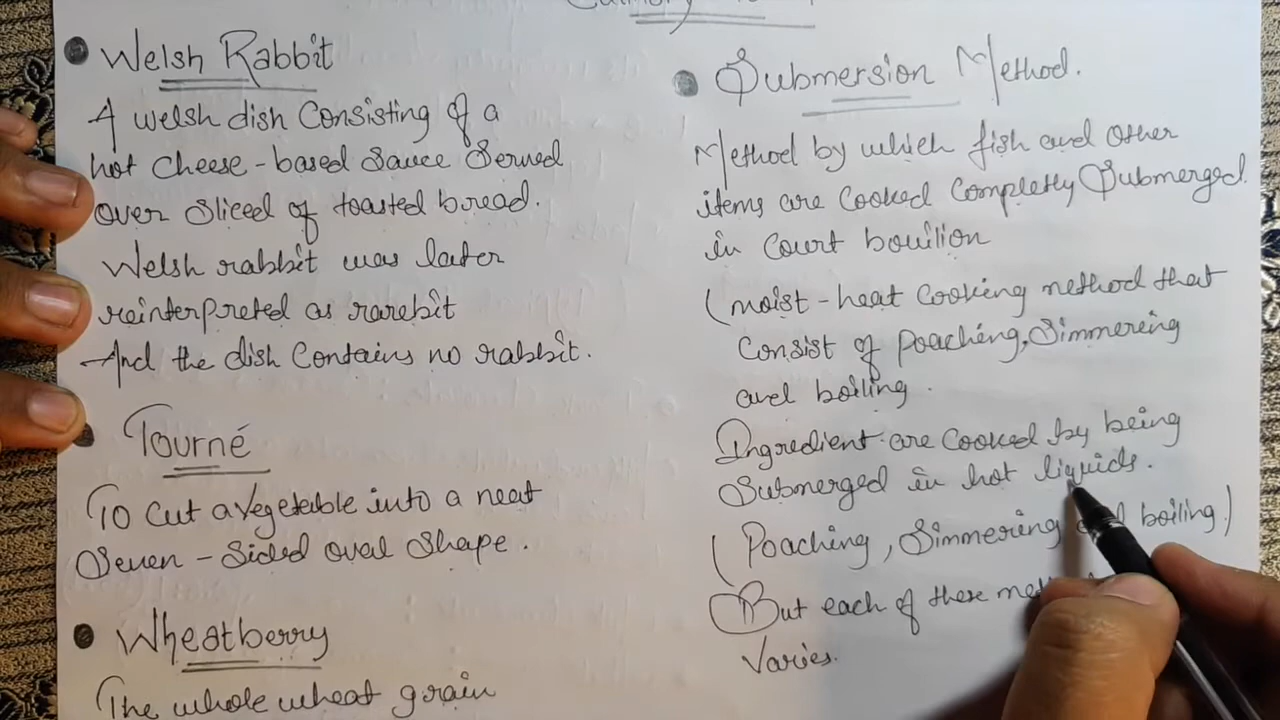 Welsh Rabbit
A welsh dish Consisting of a
hot cheese-based Sauce Served
over Sliced of toasted bread.
Welsh rabbit was later
reinterpreted as rarebit
And the dish Contains no rabbit.
Tourné
To cut a vegetable into a neat
Seven-Sided oval Shape.
Wheatberry
The whole wheat grain
Submersion Method.
Method by which fish and other
items are cooked Completly Submerged
in court bouilion
(moist-heat cooking method that
Consist of Poaching, Simmering
and boiling.
Ingredient are cooked by being
Submerged in hot liquids.
(Poaching, Simmering boiling)
But each of these
Varies.